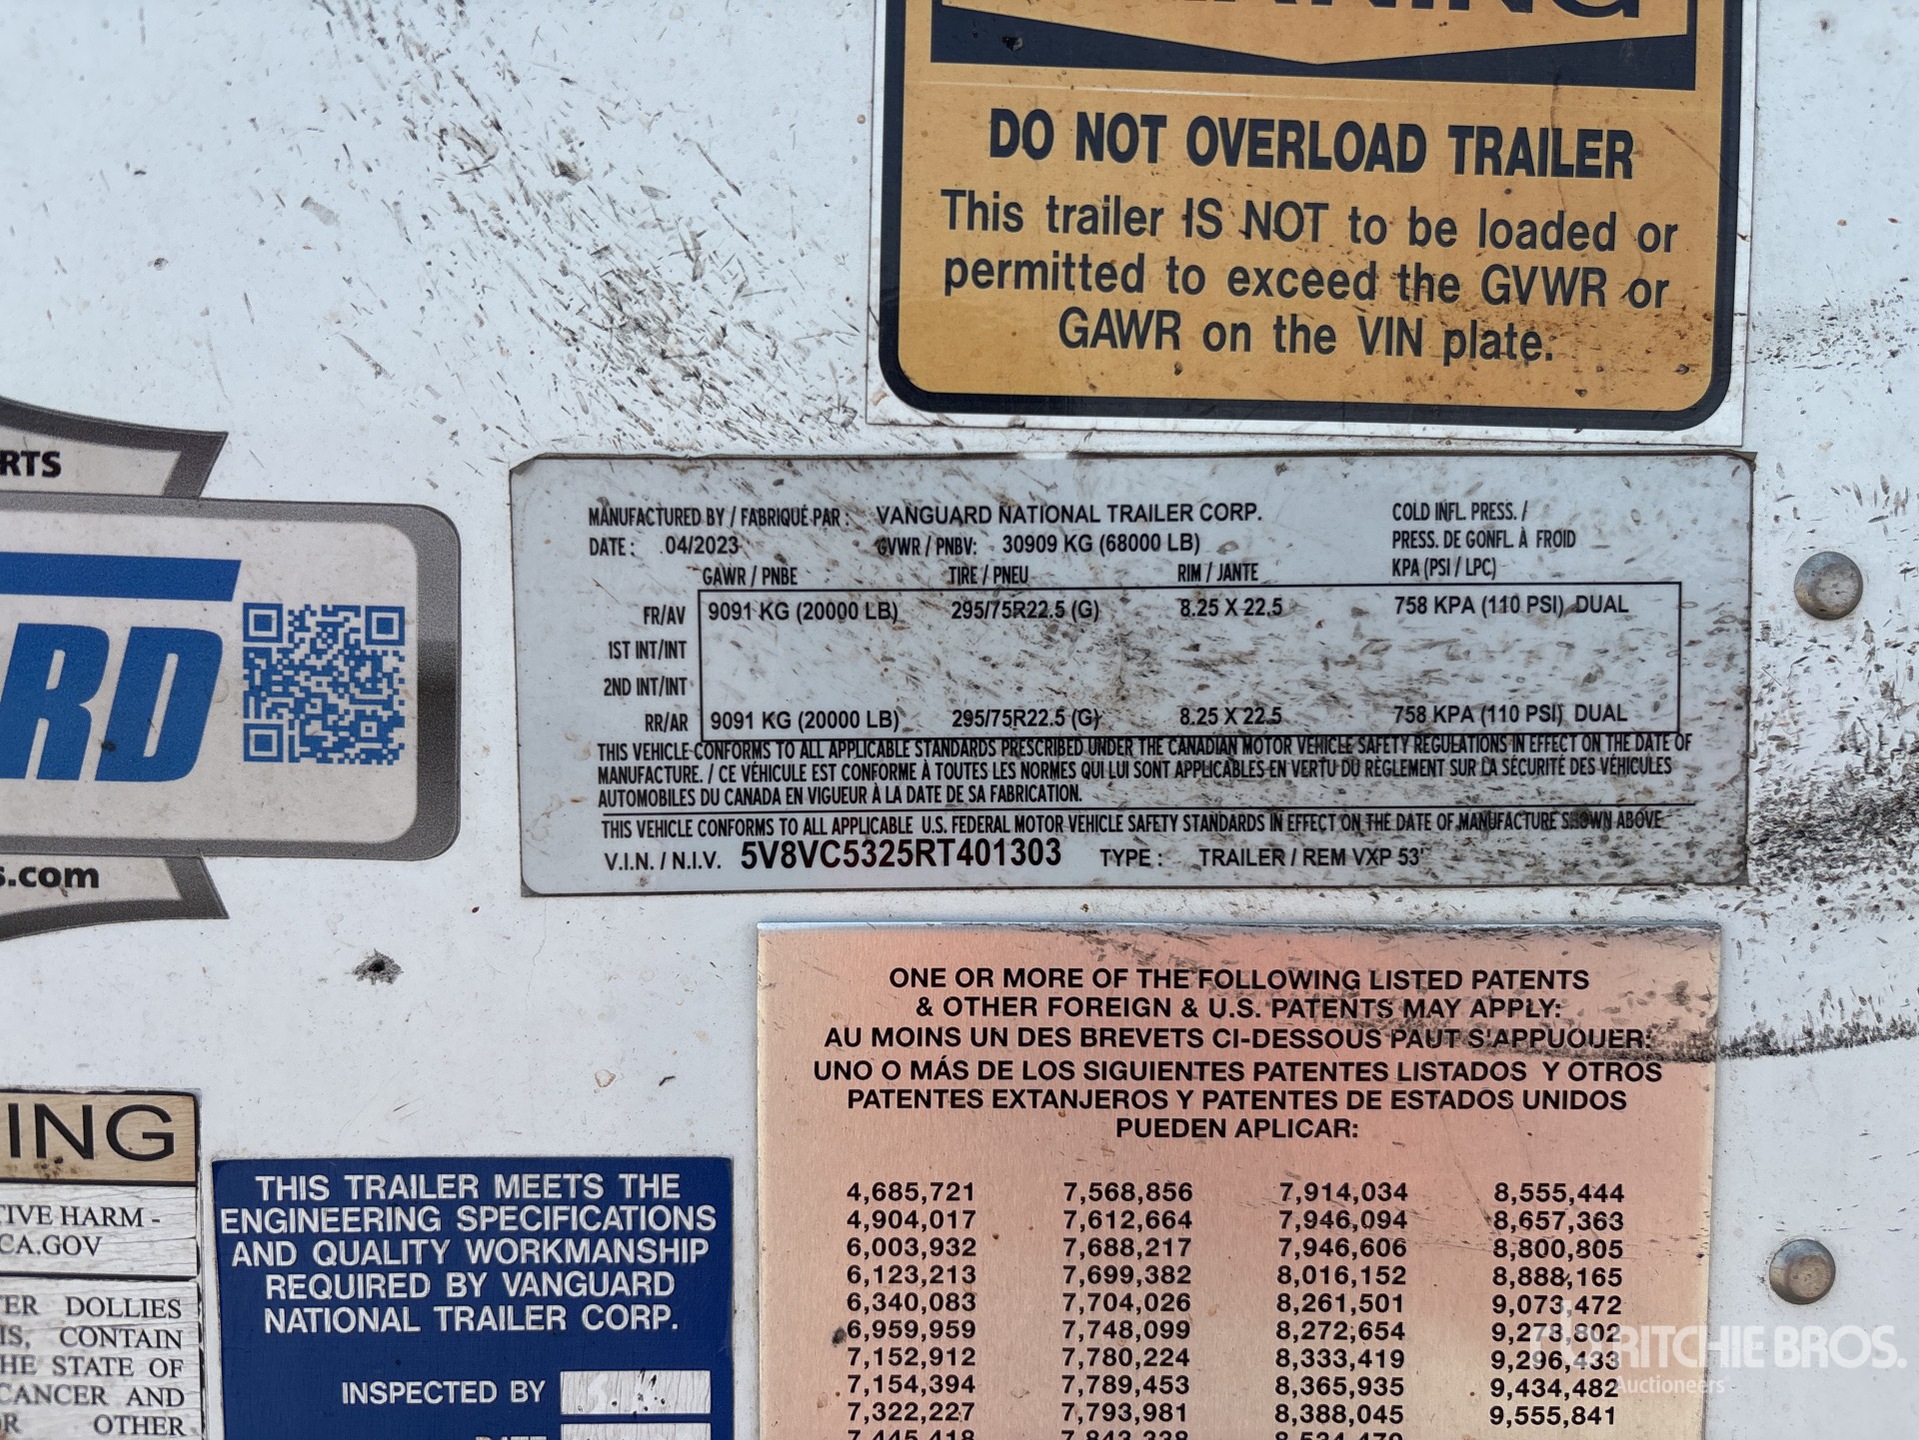 DO NOT OVERLOAD TRAILER
This trailer IS NOT to be loaded or
permitted to exceed the GVWR or
GAWR on the VIN plate.
RTS
RD
s.com
MANUFACTURED BY / FABRIQUÉ PAR : VANGUARD NATIONAL TRAILER CORP.
DATE : 04/2023 GVWR / PNBV: 30909 KG (68000 LB)
COLD INFL. PRESS. /
PRESS. DE GONFL. À FROID
KPA (PSI / LPC)
GAWR / PNBE TIRE / PNEU RIM / JANTE
FR/AV 9091 KG (20000 LB) 295/75R22.5 (G) 8.25 X 22.5 758 KPA (110 PSI) DUAL
1ST INT/INT
2ND INT/INT
RR/AR 9091 KG (20000 LB) 295/75R22.5 (G) 8.25 X 22.5 758 KPA (110 PSI) DUAL
THIS VEHICLE CONFORMS TO ALL APPLICABLE STANDARDS PRESCRIBED UNDER THE CANADIAN MOTOR VEHICLE SAFETY REGULATIONS IN EFFECT ON THE DATE OF
MANUFACTURE. / CE VÉHICULE EST CONFORME À TOUTES LES NORMES QUI LUI SONT APPLICABLES EN VERTU DU RÈGLEMENT SUR LA SÉCURITÉ DES VÉHICULES
AUTOMOBILES DU CANADA EN VIGUEUR À LA DATE DE SA FABRICATION.
THIS VEHICLE CONFORMS TO ALL APPLICABLE U.S. FEDERAL MOTOR VEHICLE SAFETY STANDARDS IN EFFECT ON THE DATE OF MANUFACTURE SHOWN ABOVE
V.I.N. / N.I.V. 5V8VC5325RT401303 TYPE : TRAILER / REM VXP 53'
ONE OR MORE OF THE FOLLOWING LISTED PATENTS
& OTHER FOREIGN & U.S. PATENTS MAY APPLY:
AU MOINS UN DES BREVETS CI-DESSOUS PAUT S'APPUOUER:
UNO O MÁS DE LOS SIGUIENTES PATENTES LISTADOS Y OTROS
PATENTES EXTANJEROS Y PATENTES DE ESTADOS UNIDOS
PUEDEN APLICAR:
4,685,721 7,568,856 7,914,034 8,555,444
4,904,017 7,612,664 7,946,094 8,657,363
6,003,932 7,688,217 7,946,606 8,800,805
6,123,213 7,699,382 8,016,152 8,888,165
6,340,083 7,704,026 8,261,501 9,073,472
6,959,959 7,748,099 8,272,654 9,273,802
7,152,912 7,780,224 8,333,419 9,296,433
7,154,394 7,789,453 8,365,935 9,434,482
7,322,227 7,793,981 8,388,045 9,555,841
7,445,418 7,843,338 8,534,470
ING
TIVE HARM -
CA.GOV
TER DOLLIES
IS, CONTAIN
HE STATE OF
CANCER AND
OR OTHER
THIS TRAILER MEETS THE
ENGINEERING SPECIFICATIONS
AND QUALITY WORKMANSHIP
REQUIRED BY VANGUARD
NATIONAL TRAILER CORP.
INSPECTED BY
DATE
RITCHIE BROS.
Auctioneers